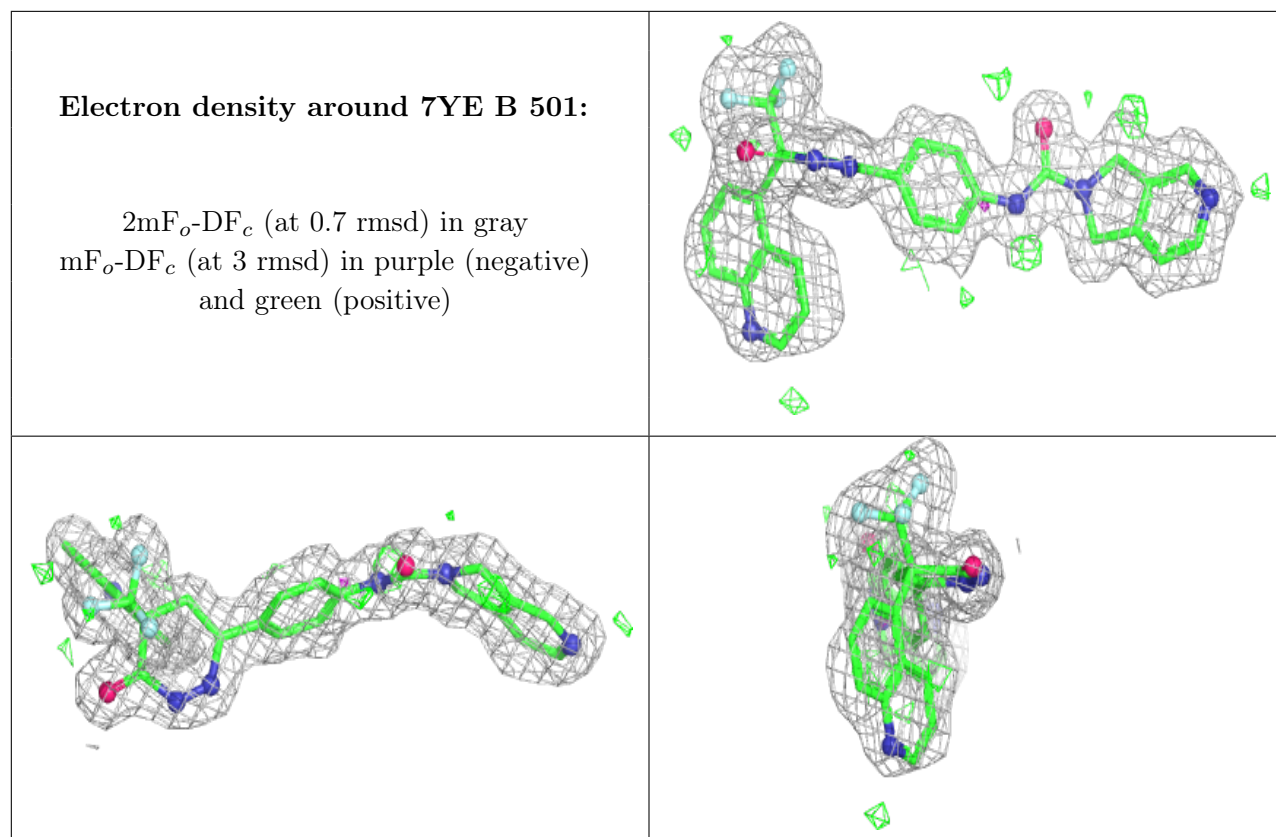 Electron density around 7YE B 501:
2mFo-DFc (at 0.7 rmsd) in gray
mFo-DFc (at 3 rmsd) in purple (negative)
and green (positive)